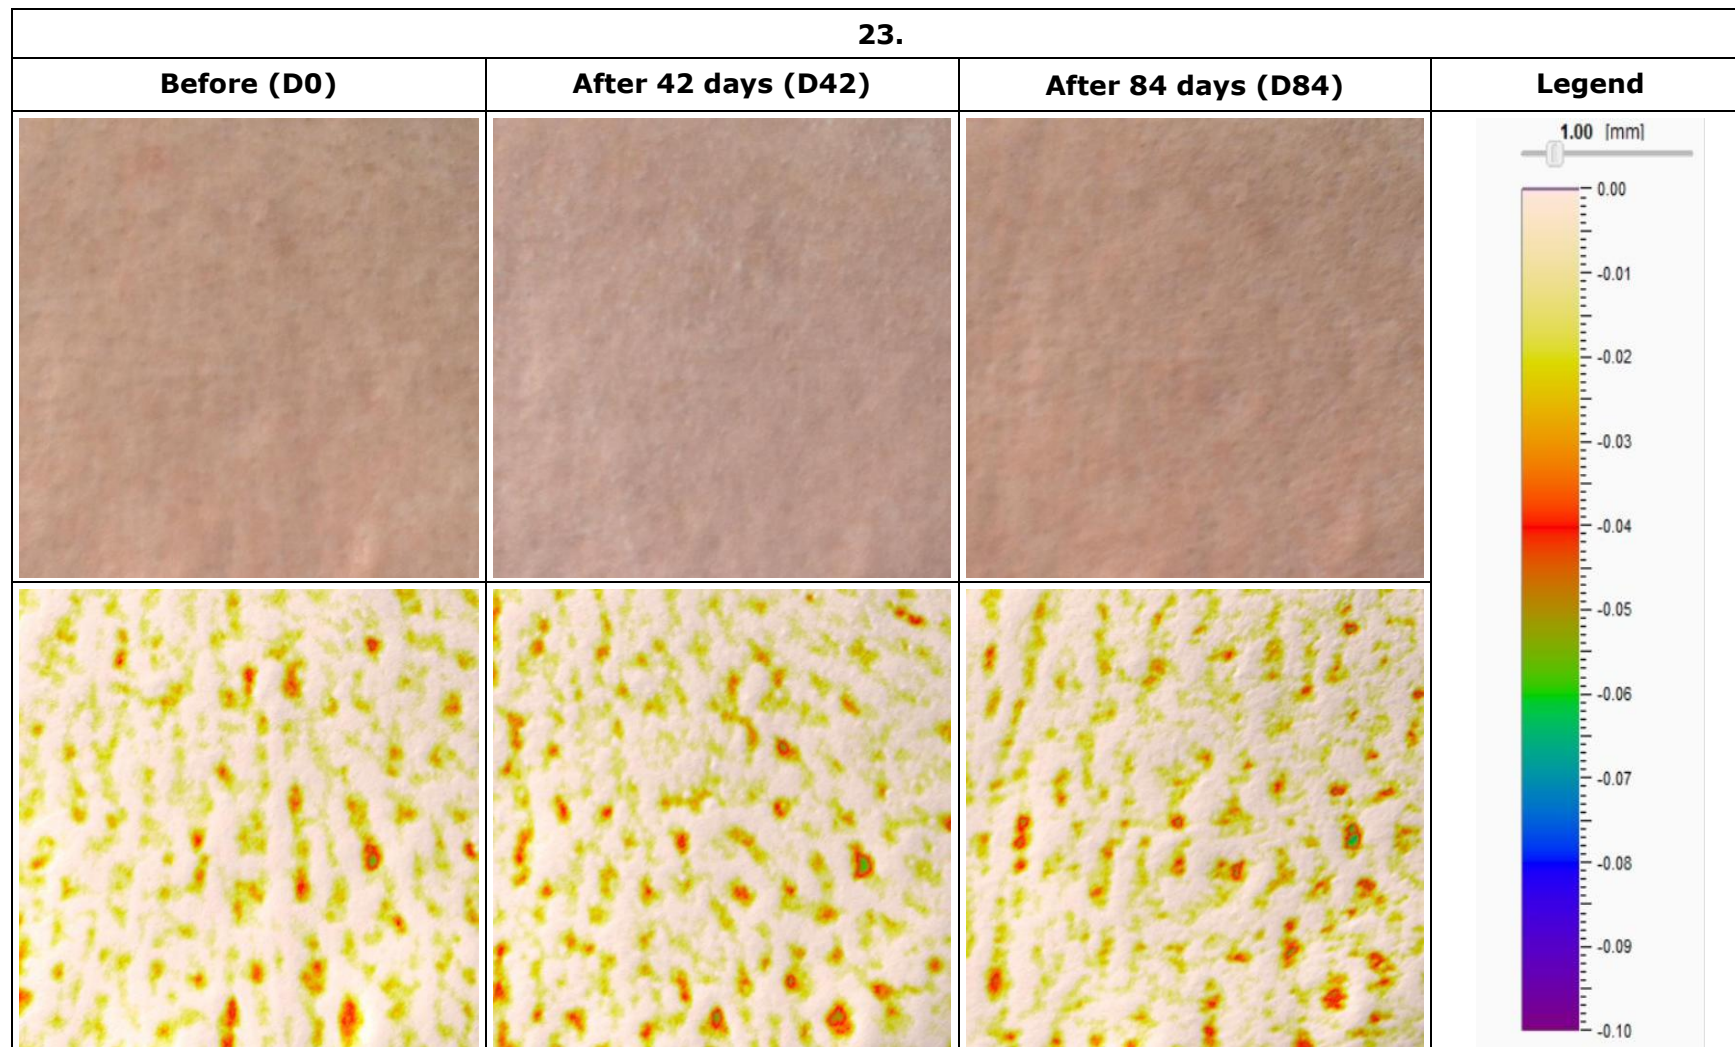 23.
Before (D0)
After 42 days (D42)
After 84 days (D84)
Legend
1.00 [mm]
0.00
-0.01
-0.02
-0.03
-0.04
-0.05
-0.06
-0.07
-0.08
-0.09
-0.10